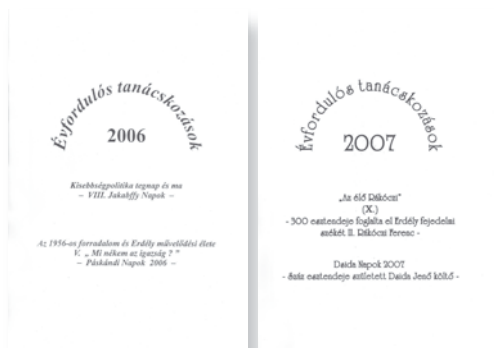 Évfordulós tanácskozások
2006
Kisebbségpolitika tegnap és ma
– VIII. Jakabffy Napok –
Az 1956-os forradalom és Erdély művelődési élete
V. „ Mi nékem az igazság ? ”
– Páskándi Napok 2006 –
Évfordulós tanácskozások
2007
„Az élő Rákóczi”
(X.)
- 300 esztendeje foglalta el Erdély fejedelmi
székét II. Rákóczi Ferenc -
Dsida Napok 2007
- Száz esztendeje született Dsida Jenő költő -